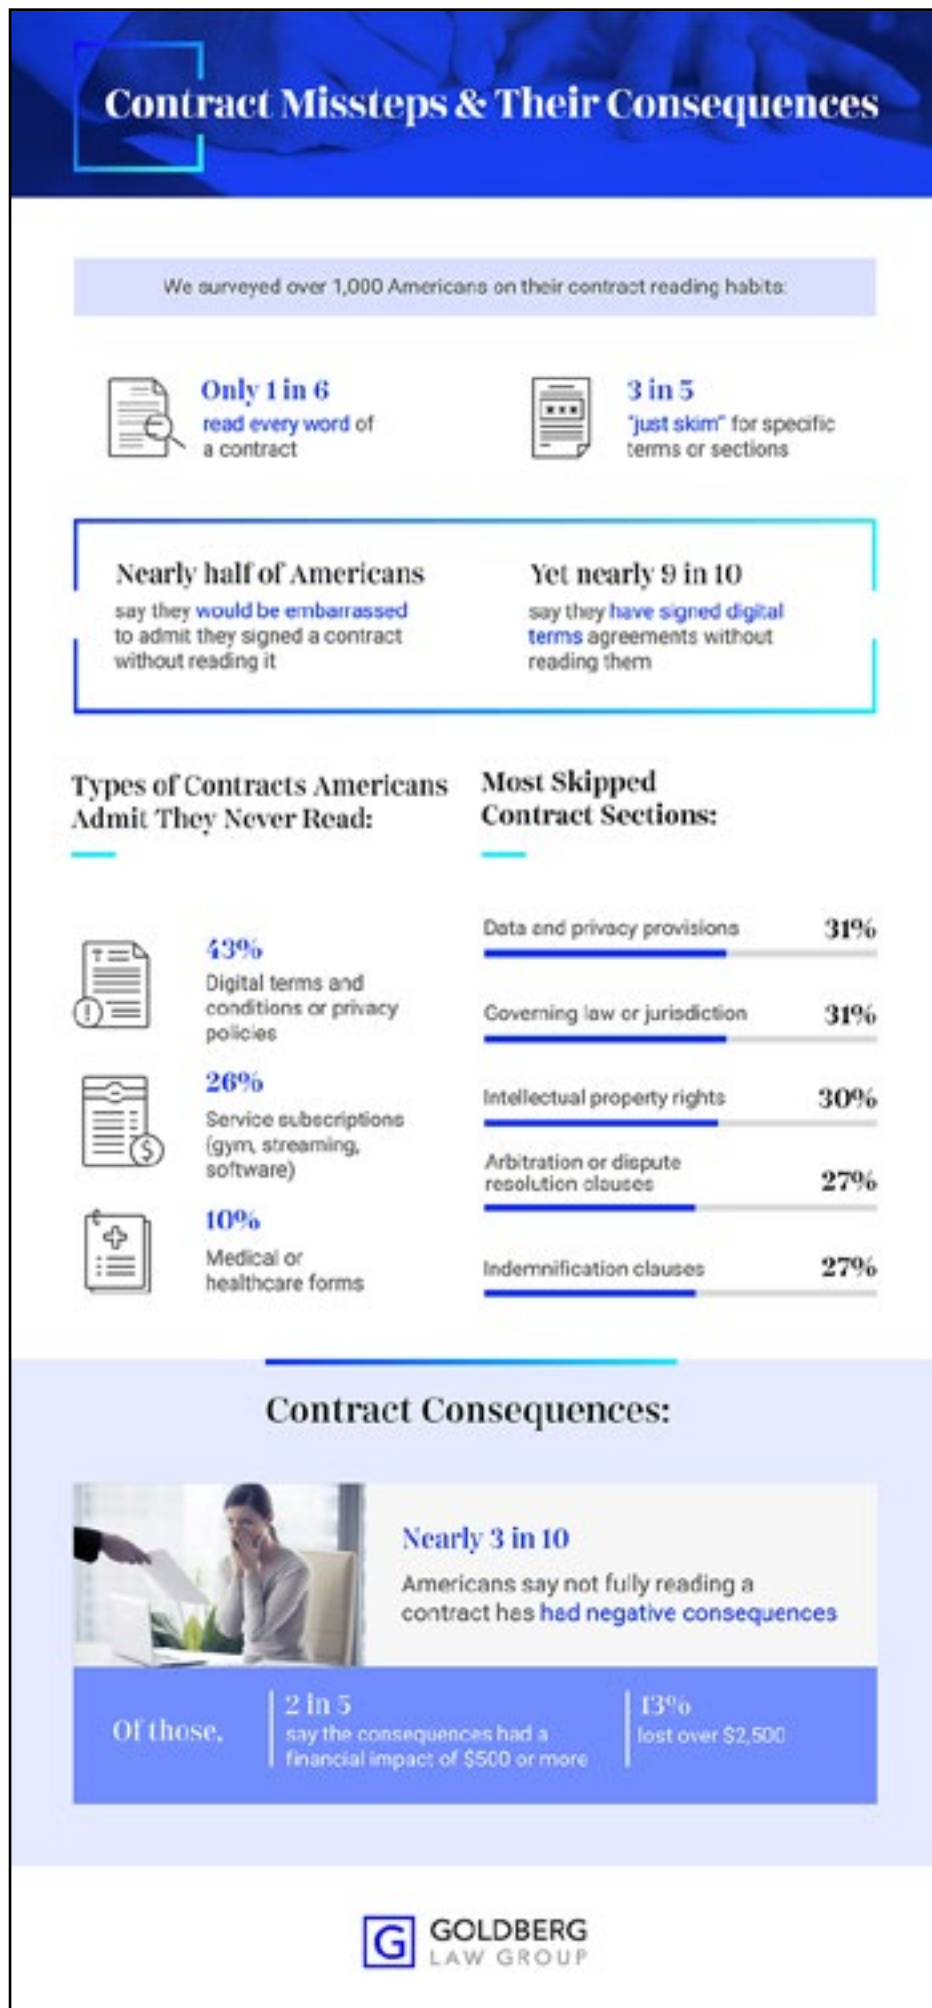 Contract Missteps & Their Consequences
We surveyed over 1,000 Americans on their contract reading habits:
Only 1 in 6
read every word of
a contract
3 in 5
"just skim" for specific
terms or sections
Nearly half of Americans
say they would be embarrassed
to admit they signed a contract
without reading it
Yet nearly 9 in 10
say they have signed digital
terms agreements without
reading them
Types of Contracts Americans
Admit They Never Read:
43%
Digital terms and
conditions or privacy
policies
26%
Service subscriptions
(gym, streaming,
software)
10%
Medical or
healthcare forms
Most Skipped
Contract Sections:
Data and privacy provisions 31%
Governing law or jurisdiction 31%
Intellectual property rights 30%
Arbitration or dispute
resolution clauses 27%
Indemnification clauses 27%
Contract Consequences:
Nearly 3 in 10
Americans say not fully reading a
contract has had negative consequences
Of those,
2 in 5
say the consequences had a
financial impact of $500 or more
13%
lost over $2,500
G GOLDBERG
LAW GROUP